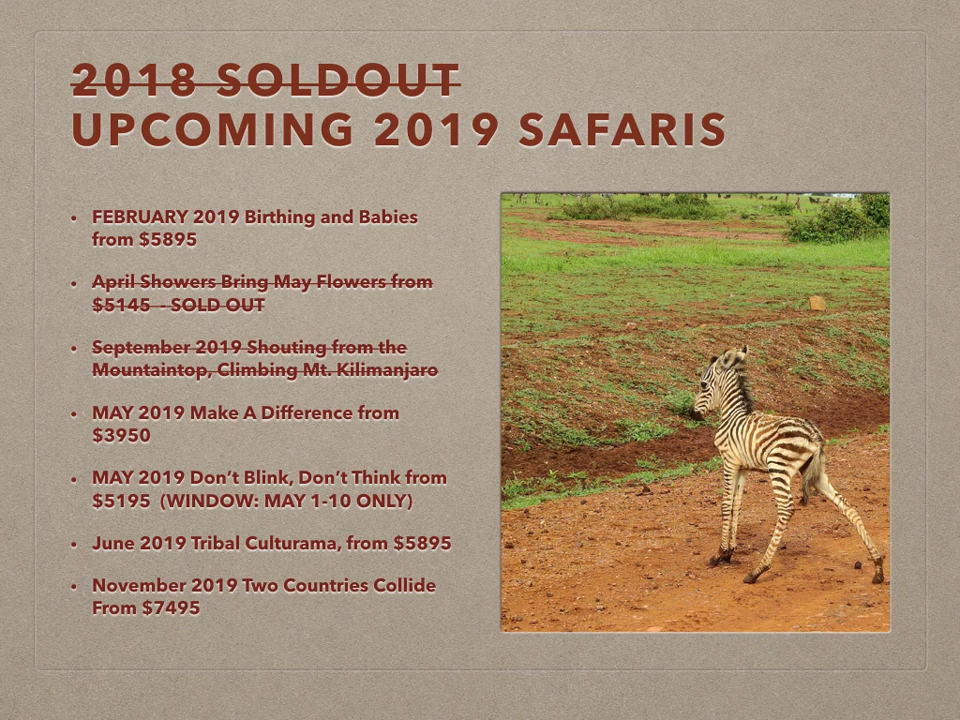 2018 SOLDOUT
UPCOMING 2019 SAFARIS
• FEBRUARY 2019 Birthing and Babies
from $5895
• April Showers Bring May Flowers from
$5145 - SOLD OUT
• September 2019 Shouting from the
Mountaintop, Climbing Mt. Kilimanjaro
• MAY 2019 Make A Difference from
$3950
• MAY 2019 Don’t Blink, Don’t Think from
$5195 (WINDOW: MAY 1-10 ONLY)
• June 2019 Tribal Culturama, from $5895
• November 2019 Two Countries Collide
From $7495